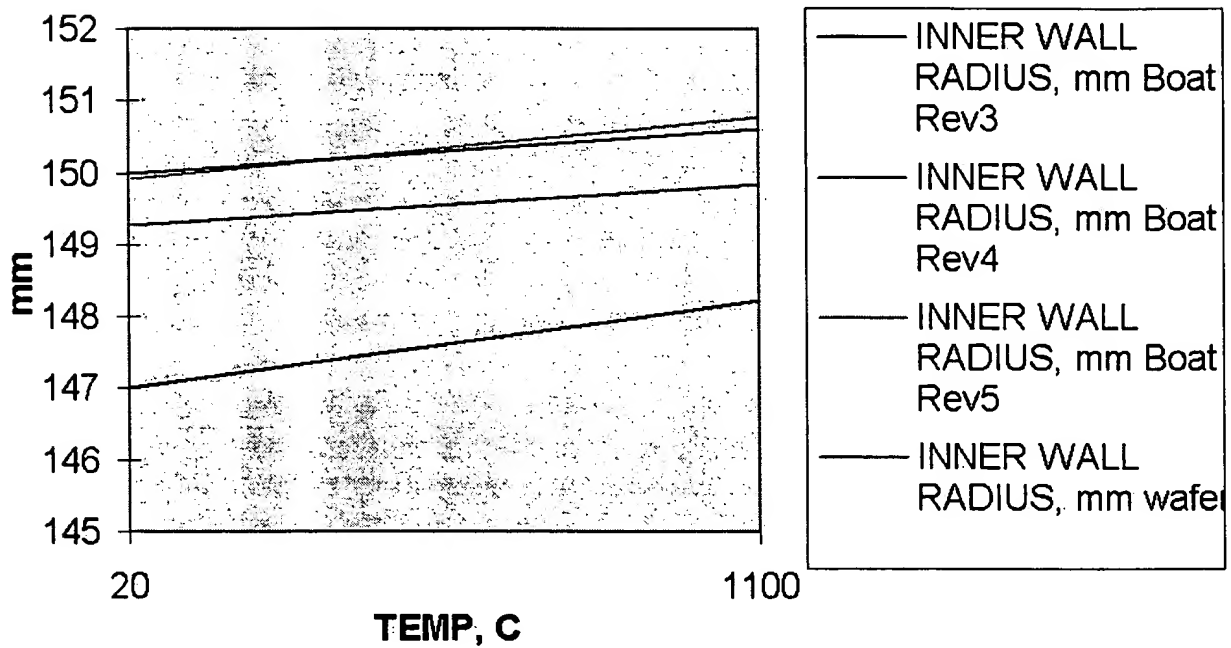 152
151
150
149
148
147
146
145
mm
20
1100
TEMP, C
INNER WALL
RADIUS, mm Boat
Rev3
INNER WALL
RADIUS, mm Boat
Rev4
INNER WALL
RADIUS, mm Boat
Rev5
INNER WALL
RADIUS, mm wafer